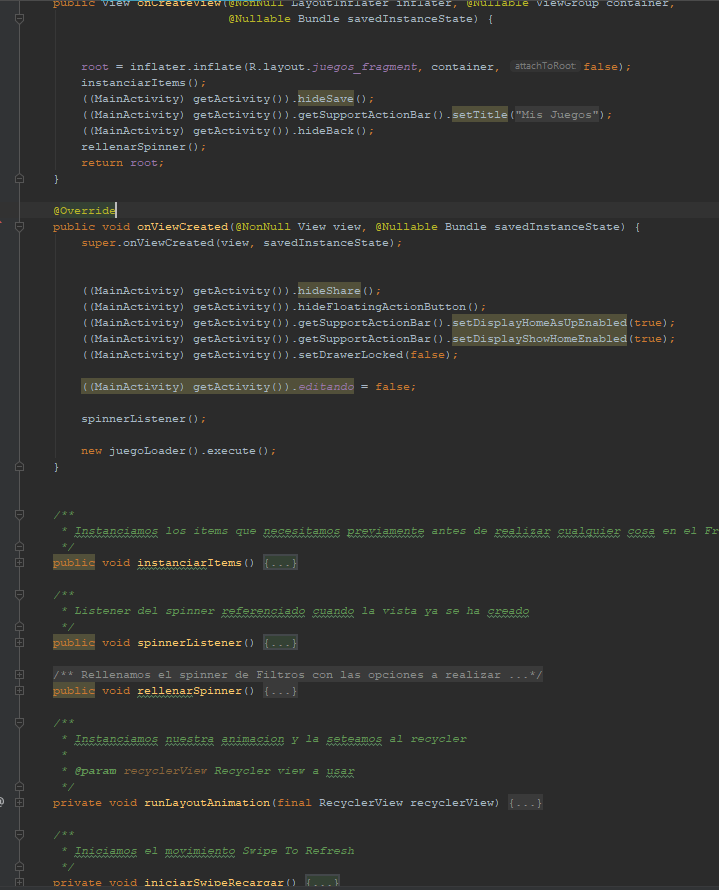 public View onCreateView(@NonNull LayoutInflater inflater, @Nullable ViewGroup container,
@Nullable Bundle savedInstanceState) {
root = inflater.inflate(R.layout.juegos_fragment, container, attachToRoot: false);
instanciarItems();
((MainActivity) getActivity()).hideSave();
((MainActivity) getActivity()).getSupportActionBar().setTitle("Mis Juegos");
((MainActivity) getActivity()).hideBack();
rellenarSpinner();
return root;
}
@Override
public void onViewCreated(@NonNull View view, @Nullable Bundle savedInstanceState) {
super.onViewCreated(view, savedInstanceState);
((MainActivity) getActivity()).hideShare();
((MainActivity) getActivity()).hideFloatingActionButton();
((MainActivity) getActivity()).getSupportActionBar().setDisplayHomeAsUpEnabled(true);
((MainActivity) getActivity()).getSupportActionBar().setDisplayShowHomeEnabled(true);
((MainActivity) getActivity()).setDrawerLocked(false);
((MainActivity) getActivity()).editando = false;
spinnerListener();
new juegoLoader().execute();
}
/**
* Instanciamos los items que necesitamos previamente antes de realizar cualquier cosa en el Fr
*/
public void instanciarItems() {...}
/**
* Listener del spinner referenciado cuando la vista ya se ha creado
*/
public void spinnerListener() {...}
/** Rellenamos el spinner de Filtros con las opciones a realizar ...*/
public void rellenarSpinner() {...}
/**
* Instanciamos nuestra animacion y la seteamos al recycler
*
* @param recyclerView Recycler view a usar
*/
private void runLayoutAnimation(final RecyclerView recyclerView) {...}
/**
* Iniciamos el movimiento Swipe To Refresh
*/
private void iniciarSwipeRecargar() {...}